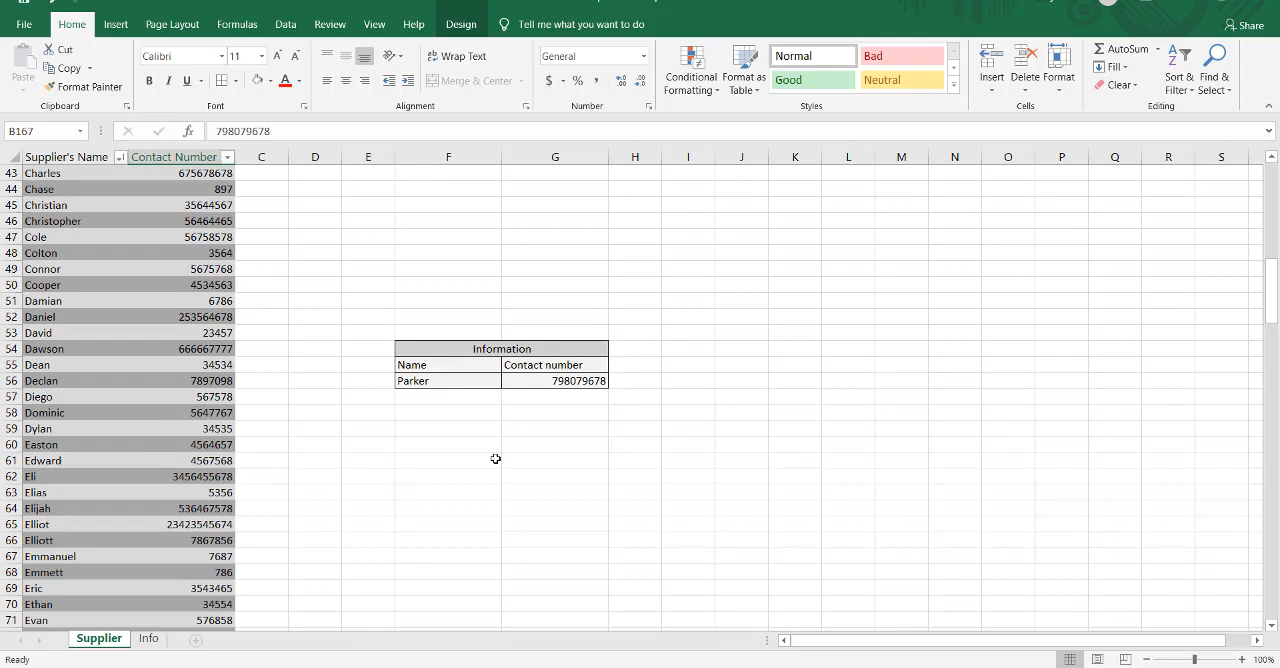 File Home Insert Page Layout Formulas Data Review View Help Design Tell me what you want to do Share
Cut Calibri 11 Wrap Text General Normal Bad AutoSum
Paste Copy Conditional Format as Insert Delete Format Fill Sort & Find &
Format Painter Merge & Center Formatting Table Good Neutral Clear Filter Select
Clipboard Font Alignment Number Styles Cells Editing
B167 798079678
Supplier's Name Contact Number C D E F G H I J K L M N O P Q R S
43 Charles 675678678
44 Chase 897
45 Christian 35644567
46 Christopher 56464465
47 Cole 56758578
48 Colton 3564
49 Connor 5675768
50 Cooper 4534563
51 Damian 6786
52 Daniel 253564678
53 David 23457
54 Dawson 666667777 Information
55 Dean 34534 Name Contact number
56 Declan 7897098 Parker 798079678
57 Diego 567578
58 Dominic 5647767
59 Dylan 34535
60 Easton 4564657
61 Edward 4567568
62 Eli 3456455678
63 Elias 5356
64 Elijah 536467578
65 Elliot 23423545674
66 Elliott 7867856
67 Emmanuel 7687
68 Emmett 786
69 Eric 3543465
70 Ethan 34554
71 Evan 576858
Supplier Info
Ready 100%